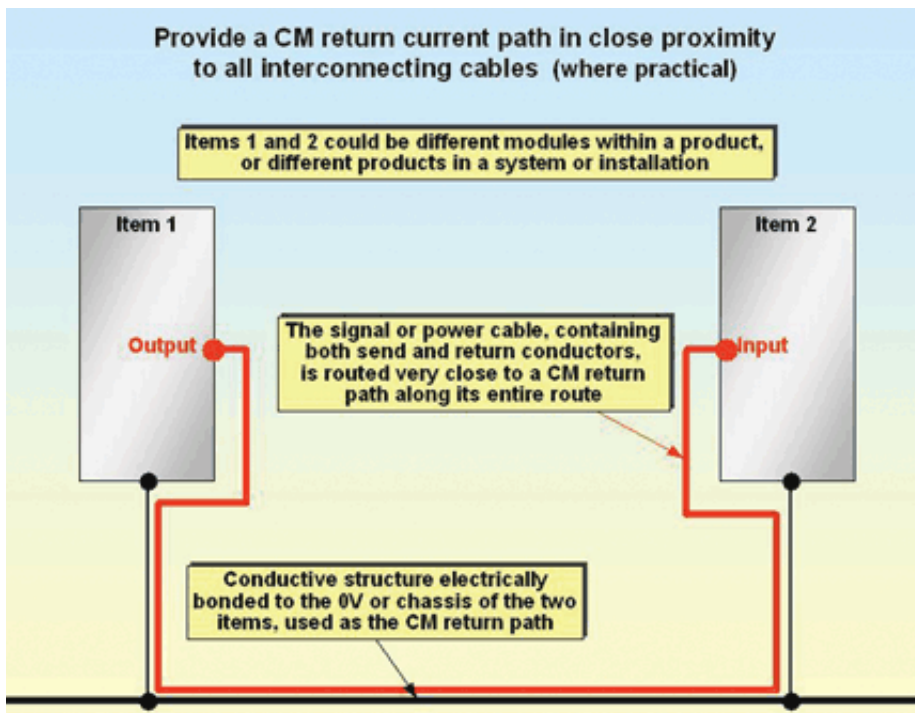 Provide a CM return current path in close proximity
to all interconnecting cables (where practical)
Items 1 and 2 could be different modules within a product,
or different products in a system or installation
Item 1
Item 2
Output
The signal or power cable, containing
both send and return conductors,
is routed very close to a CM return
path along its entire route
Input
Conductive structure electrically
bonded to the 0V or chassis of the two
items, used as the CM return path